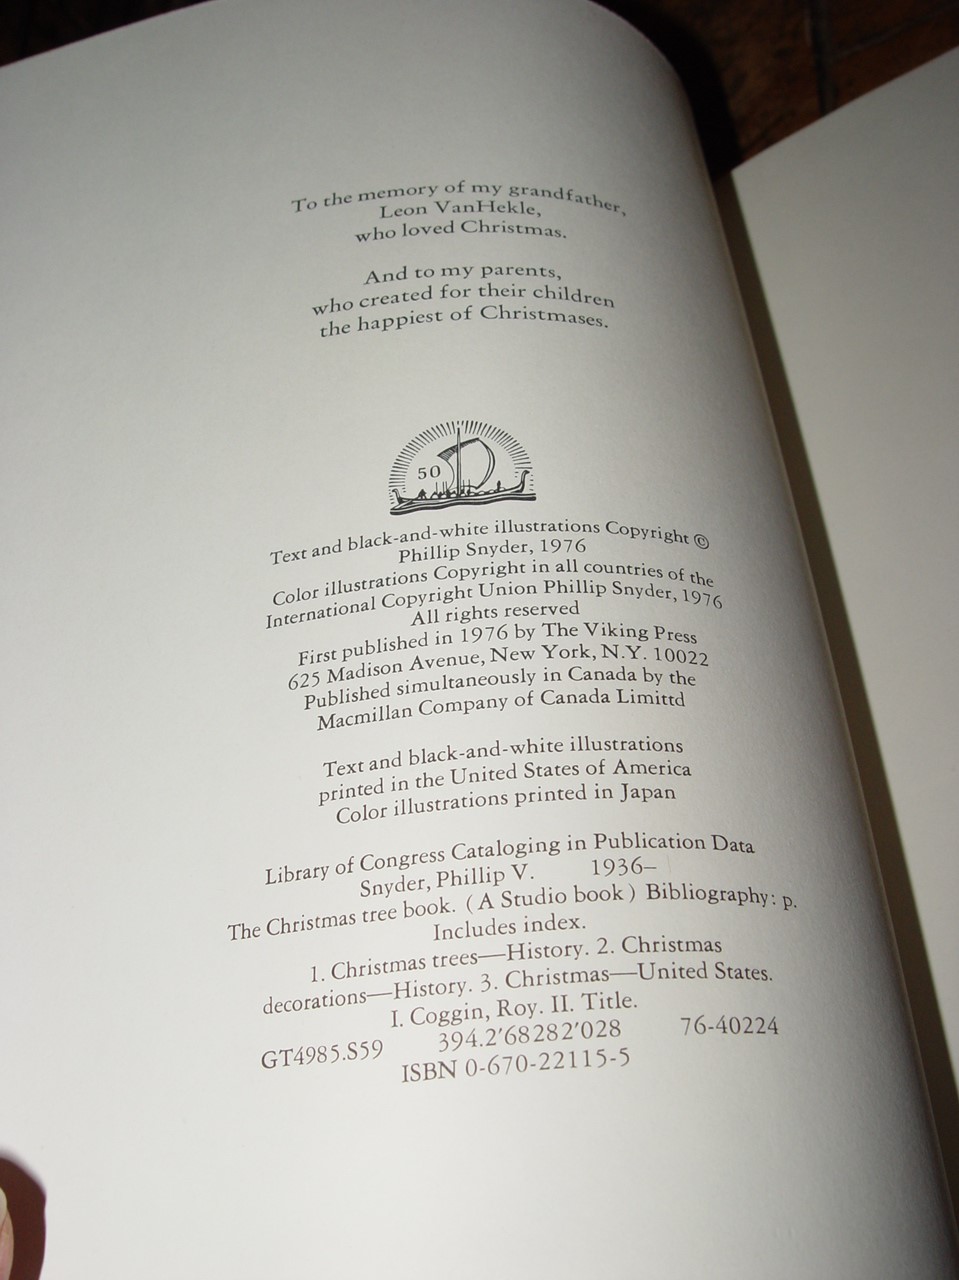 To the memory of my grandfather,
Leon VanHekle,
who loved Christmas.
And to my parents,
who created for their children
the happiest of Christmases.
50
Text and black-and-white illustrations Copyright ©
Phillip Snyder, 1976
Color illustrations Copyright in all countries of the
International Copyright Union Phillip Snyder, 1976
All rights reserved
First published in 1976 by The Viking Press
625 Madison Avenue, New York, N.Y. 10022
Published simultaneously in Canada by the
Macmillan Company of Canada Limittd
Text and black-and-white illustrations
printed in the United States of America
Color illustrations printed in Japan
Library of Congress Cataloging in Publication Data
Snyder, Phillip V. 1936–
The Christmas tree book. (A Studio book) Bibliography: p.
Includes index.
1. Christmas trees—History. 2. Christmas
decorations—History. 3. Christmas—United States.
I. Coggin, Roy. II. Title.
GT4985.S59 394.2'68282'028 76-40224
ISBN 0-670-22115-5